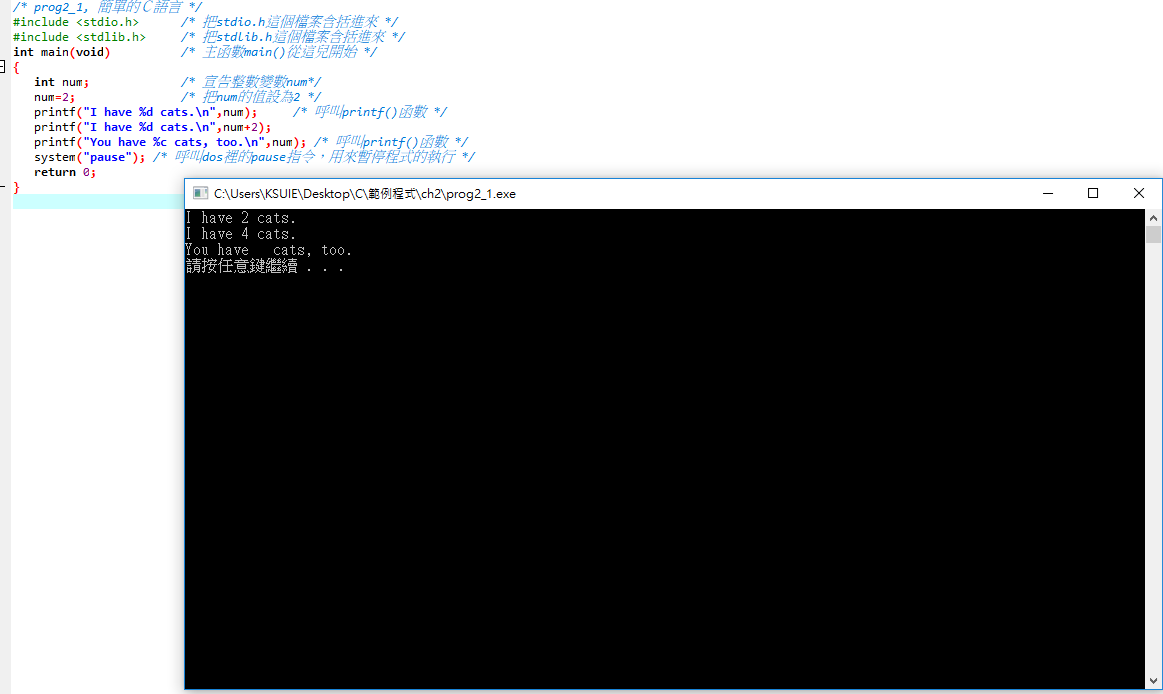 /* prog2_1, 簡單的Ｃ語言 */
#include <stdio.h>      /* 把stdio.h這個檔案含括進來 */
#include <stdlib.h>     /* 把stdlib.h這個檔案含括進來 */
int main(void)          /* 主函數main()從這兒開始 */
{
   int num;             /* 宣告整數變數num*/
   num=2;               /* 把num的值設為2 */
   printf("I have %d cats.\n",num);     /* 呼叫printf()函數 */
   printf("I have %d cats.\n",num+2);
   printf("You have %c cats, too.\n",num); /* 呼叫printf()函數 */
   system("pause"); /* 呼叫dos裡的pause指令，用來暫停程式的執行 */
   return 0;
}
C:\Users\KSUIE\Desktop\C\範例程式\ch2\prog2_1.exe
I have 2 cats.
I have 4 cats.
You have   cats, too.
請按任意鍵繼續 . . .